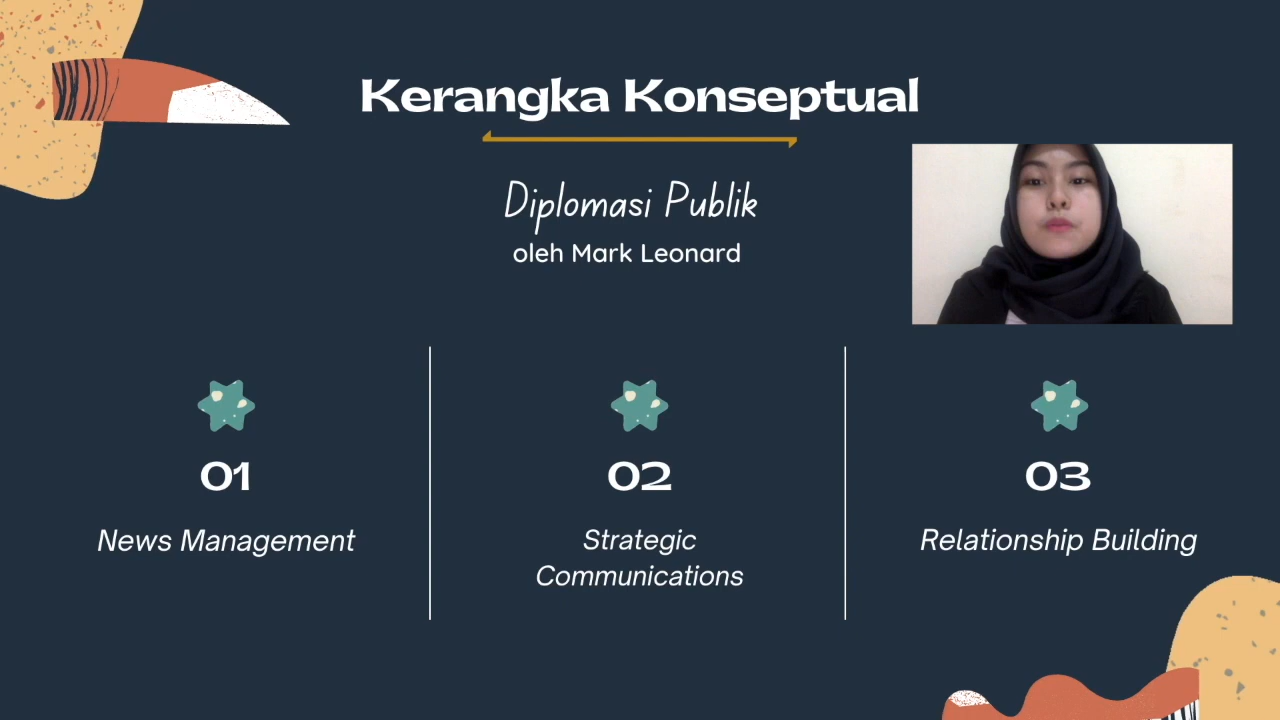 Kerangka Konseptual
Diplomasi Publik
oleh Mark Leonard
01
News Management
02
Strategic
Communications
03
Relationship Building